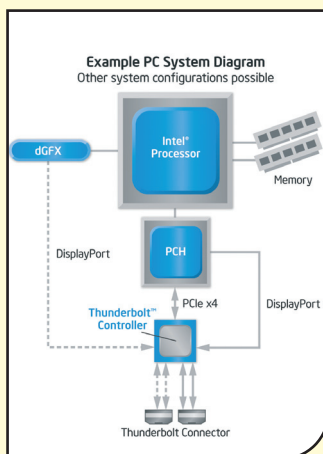 Example PC System Diagram
Other system configurations possible
Intel®
Processor
dGFX
Memory
PCH
DisplayPort
PCIe x4
DisplayPort
Thunderbolt™
Controller
Thunderbolt Connector